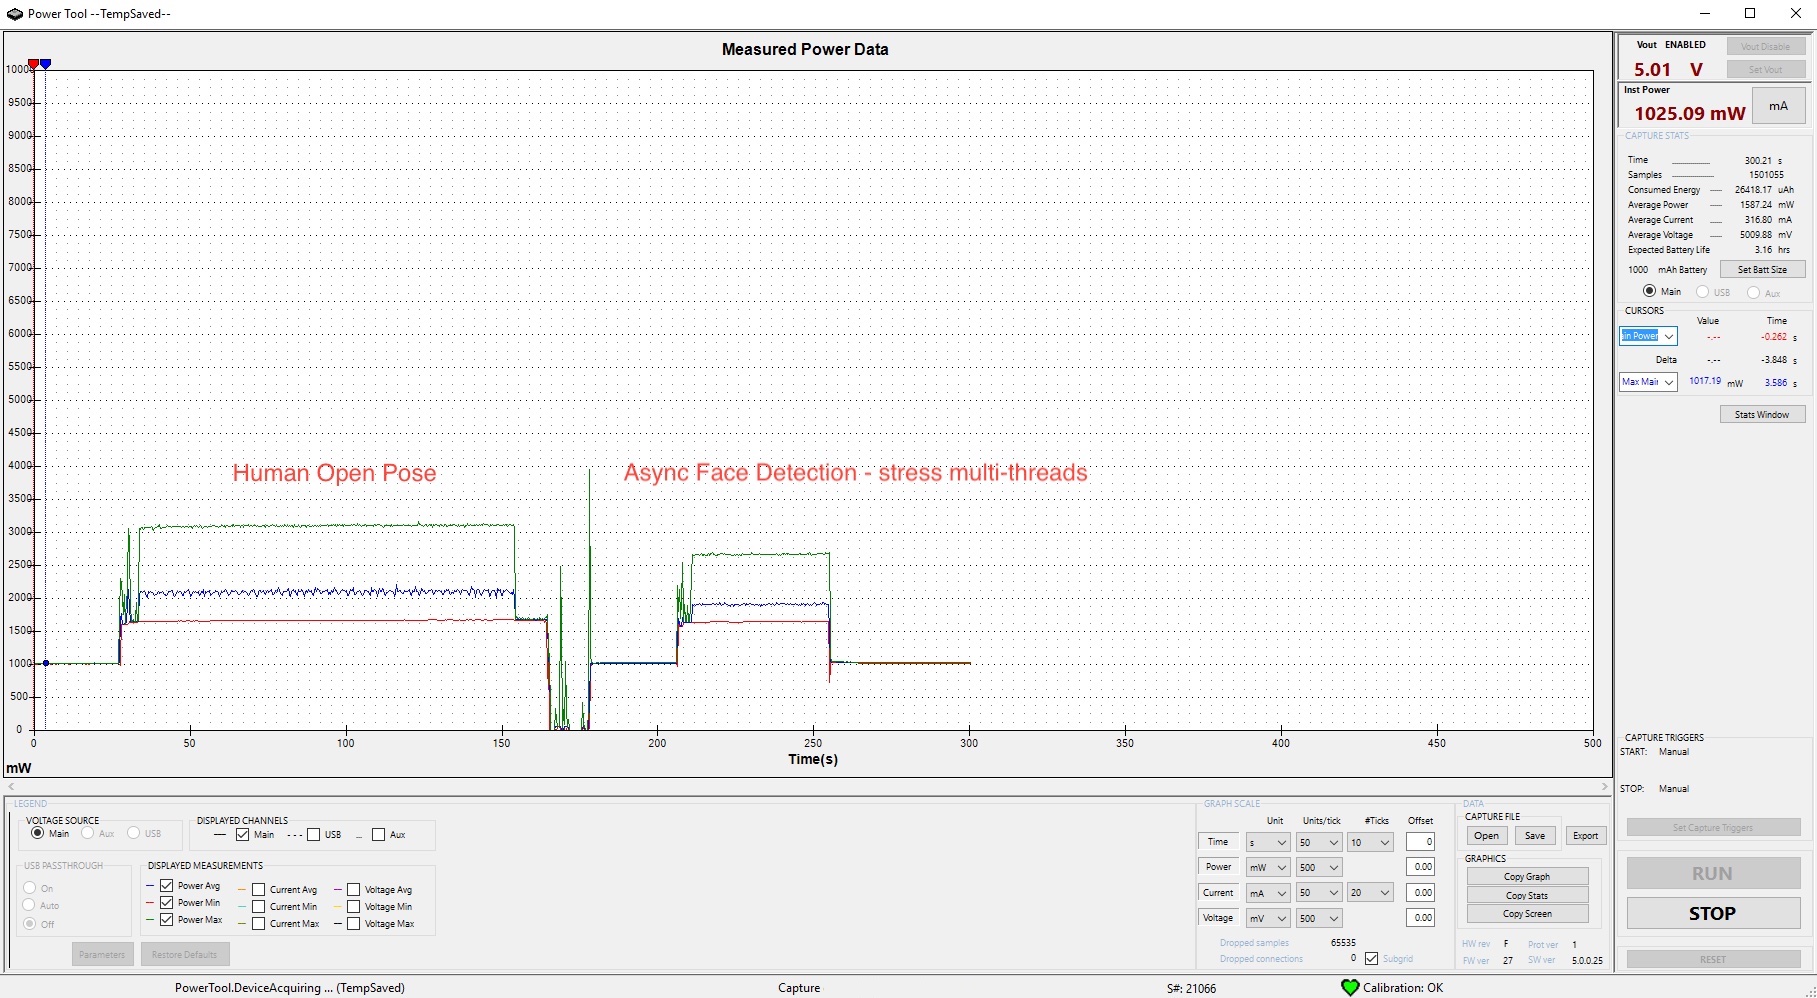 Power Tool --TempSaved--
Measured Power Data
10000
9500
9000
8500
8000
7500
7000
6500
6000
5500
5000
4500
4000
3500
3000
2500
2000
1500
1000
500
0
Human Open Pose
Async Face Detection - stress multi-threads
0 50 100 150 200 250 300 350 400 450 500
Time(s)
mW
Vout ENABLED Vout Disable
5.01 V Set Vout
Inst Power
1025.09 mW mA
CAPTURE STATS
Time 300.21 s
Samples 1501055
Consumed Energy 26418.17 uAh
Average Power 1587.24 mW
Average Current 316.80 mA
Average Voltage 5009.88 mV
Expected Battery Life 3.16 hrs
1000 mAh Battery Set Batt Size
Main USB Aux
CURSORS
Value Time
in Power -.-- -0.262 s
Delta -.-- -3.848 s
Max Mai 1017.19 mW 3.586 s
Stats Window
CAPTURE TRIGGERS
START: Manual
STOP: Manual
Set Capture Triggers
RUN
STOP
RESET
LEGEND
VOLTAGE SOURCE
Main Aux USB
DISPLAYED CHANNELS
Main USB Aux
USB PASSTHROUGH
On
Auto
Off
DISPLAYED MEASUREMENTS
Power Avg Current Avg Voltage Avg
Power Min Current Min Voltage Min
Power Max Current Max Voltage Max
Parameters Restore Defaults
GRAPH SCALE
Unit Units/tick #Ticks Offset
Time s 50 10 0
Power mW 500 0.00
Current mA 50 20 0.00
Voltage mV 500 0.00
Dropped samples 65535
Dropped connections 0 Subgrid
DATA
CAPTURE FILE
Open Save Export
GRAPHICS
Copy Graph
Copy Stats
Copy Screen
HW rev F Prot ver 1
FW ver 27 SW ver 5.0.0.25
PowerTool.DeviceAcquiring ... (TempSaved) Capture S#: 21066 Calibration: OK